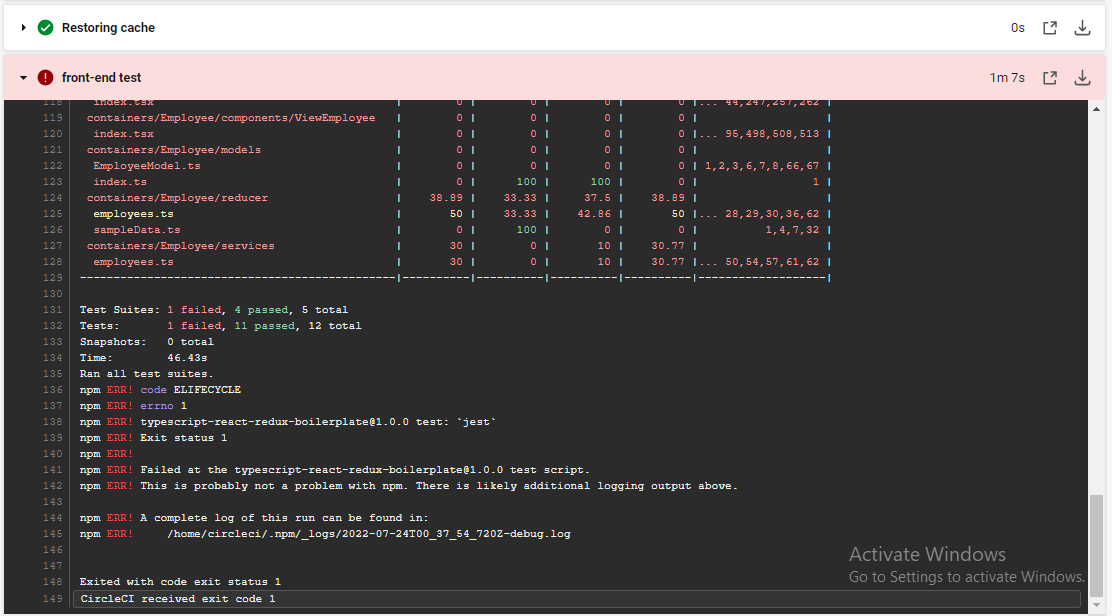 Restoring cache 0s
front-end test 1m 7s
118 index.tsx | 0 | 0 | 0 | 0 |... 44,247,257,262 |
119 containers/Employee/components/ViewEmployee | 0 | 0 | 0 | 0 | |
120 index.tsx | 0 | 0 | 0 | 0 |... 95,498,508,513 |
121 containers/Employee/models | 0 | 0 | 0 | 0 | |
122 EmployeeModel.ts | 0 | 0 | 0 | 0 | 1,2,3,6,7,8,66,67 |
123 index.ts | 0 | 100 | 100 | 0 | 1 |
124 containers/Employee/reducer | 38.89 | 33.33 | 37.5 | 38.89 | |
125 employees.ts | 50 | 33.33 | 42.86 | 50 |... 28,29,30,36,62 |
126 sampleData.ts | 0 | 100 | 0 | 0 | 1,4,7,32 |
127 containers/Employee/services | 30 | 0 | 10 | 30.77 | |
128 employees.ts | 30 | 0 | 10 | 30.77 |... 50,54,57,61,62 |
129 -----------------------------------------------|----------|----------|----------|----------|-------------------|
130
131 Test Suites: 1 failed, 4 passed, 5 total
132 Tests: 1 failed, 11 passed, 12 total
133 Snapshots: 0 total
134 Time: 46.43s
135 Ran all test suites.
136 npm ERR! code ELIFECYCLE
137 npm ERR! errno 1
138 npm ERR! typescript-react-redux-boilerplate@1.0.0 test: `jest`
139 npm ERR! Exit status 1
140 npm ERR!
141 npm ERR! Failed at the typescript-react-redux-boilerplate@1.0.0 test script.
142 npm ERR! This is probably not a problem with npm. There is likely additional logging output above.
143
144 npm ERR! A complete log of this run can be found in:
145 npm ERR! /home/circleci/.npm/_logs/2022-07-24T00_37_54_720Z-debug.log
146
147
148 Exited with code exit status 1
149 CircleCI received exit code 1
Activate Windows
Go to Settings to activate Windows.